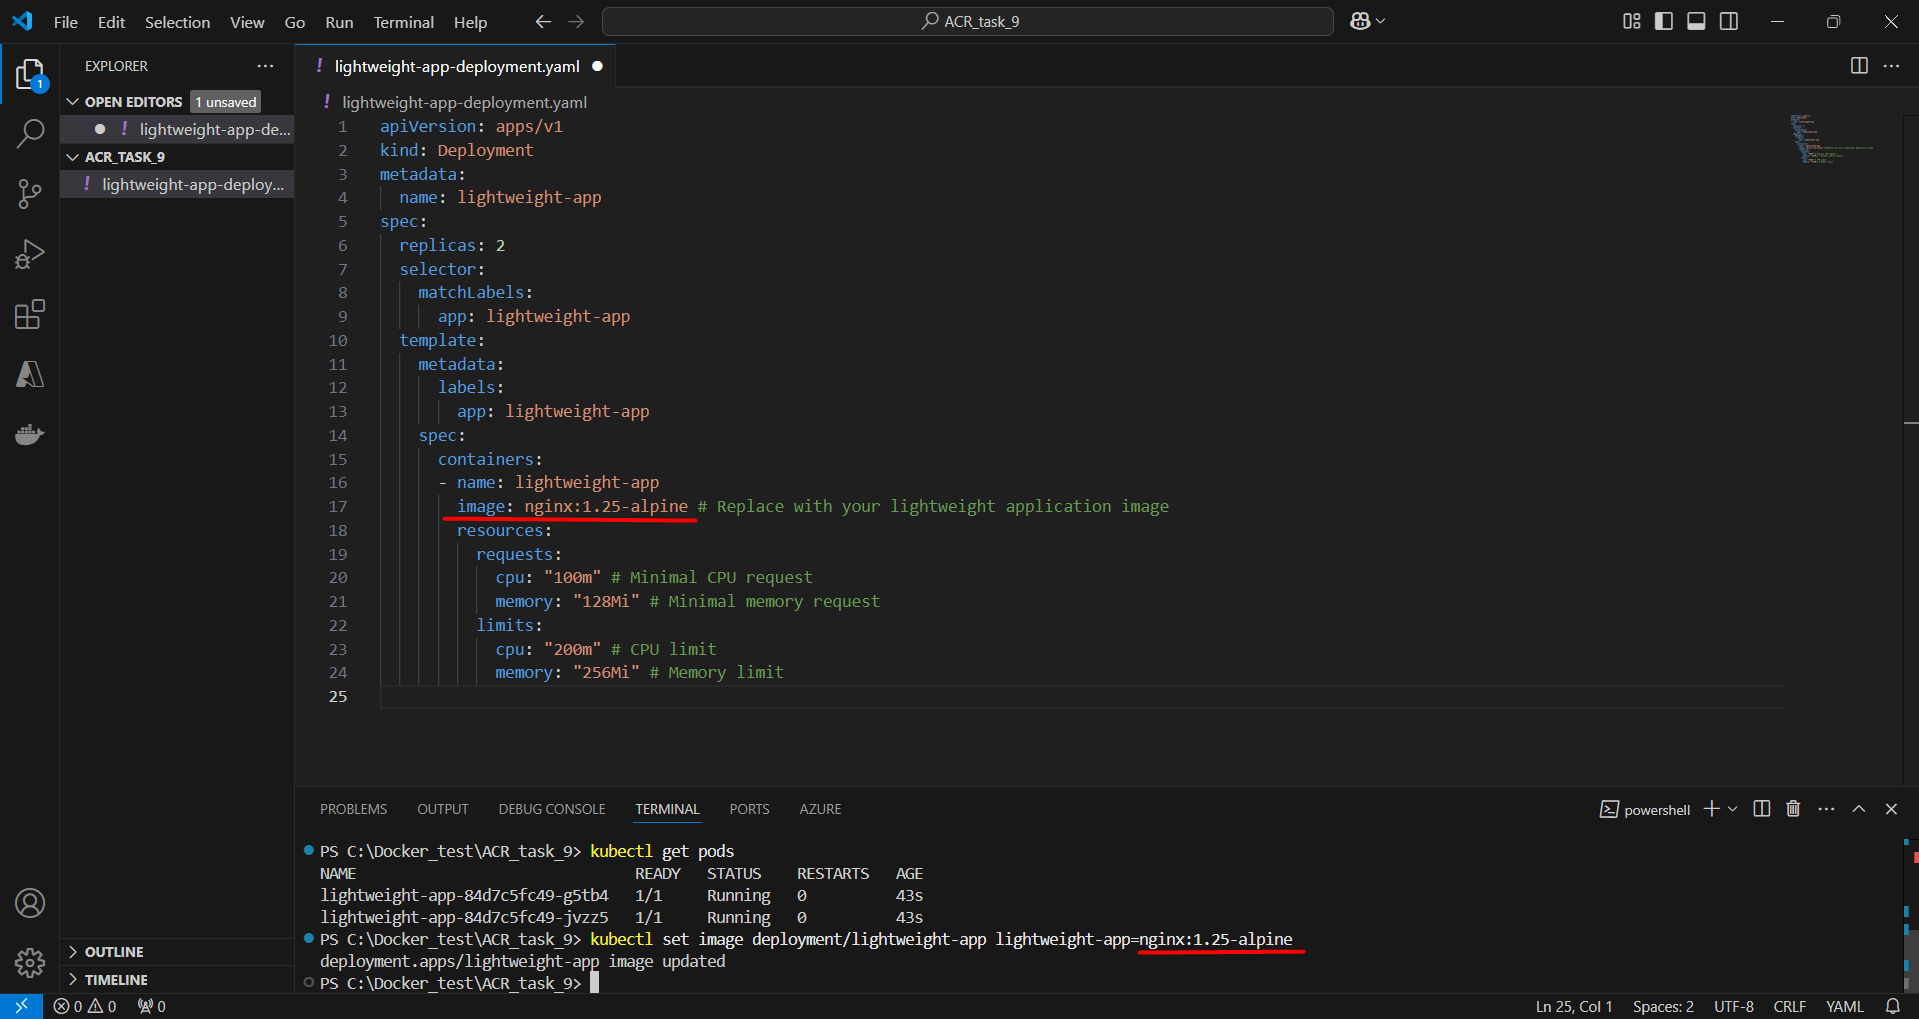 File Edit Selection View Go Run Terminal Help
ACR_task_9
EXPLORER
OPEN EDITORS 1 unsaved
lightweight-app-de...
ACR_TASK_9
! lightweight-app-deploy...
OUTLINE
TIMELINE
! lightweight-app-deployment.yaml
! lightweight-app-deployment.yaml
1 apiVersion: apps/v1
2 kind: Deployment
3 metadata:
4 name: lightweight-app
5 spec:
6 replicas: 2
7 selector:
8 matchLabels:
9 app: lightweight-app
10 template:
11 metadata:
12 labels:
13 app: lightweight-app
14 spec:
15 containers:
16 - name: lightweight-app
17 image: nginx:1.25-alpine # Replace with your lightweight application image
18 resources:
19 requests:
20 cpu: "100m" # Minimal CPU request
21 memory: "128Mi" # Minimal memory request
22 limits:
23 cpu: "200m" # CPU limit
24 memory: "256Mi" # Memory limit
25
PROBLEMS OUTPUT DEBUG CONSOLE TERMINAL PORTS AZURE
powershell
PS C:\Docker_test\ACR_task_9> kubectl get pods
NAME READY STATUS RESTARTS AGE
lightweight-app-84d7c5fc49-g5tb4 1/1 Running 0 43s
lightweight-app-84d7c5fc49-jvzz5 1/1 Running 0 43s
PS C:\Docker_test\ACR_task_9> kubectl set image deployment/lightweight-app lightweight-app=nginx:1.25-alpine
deployment.apps/lightweight-app image updated
PS C:\Docker_test\ACR_task_9>
0 0 0
Ln 25, Col 1 Spaces: 2 UTF-8 CRLF YAML